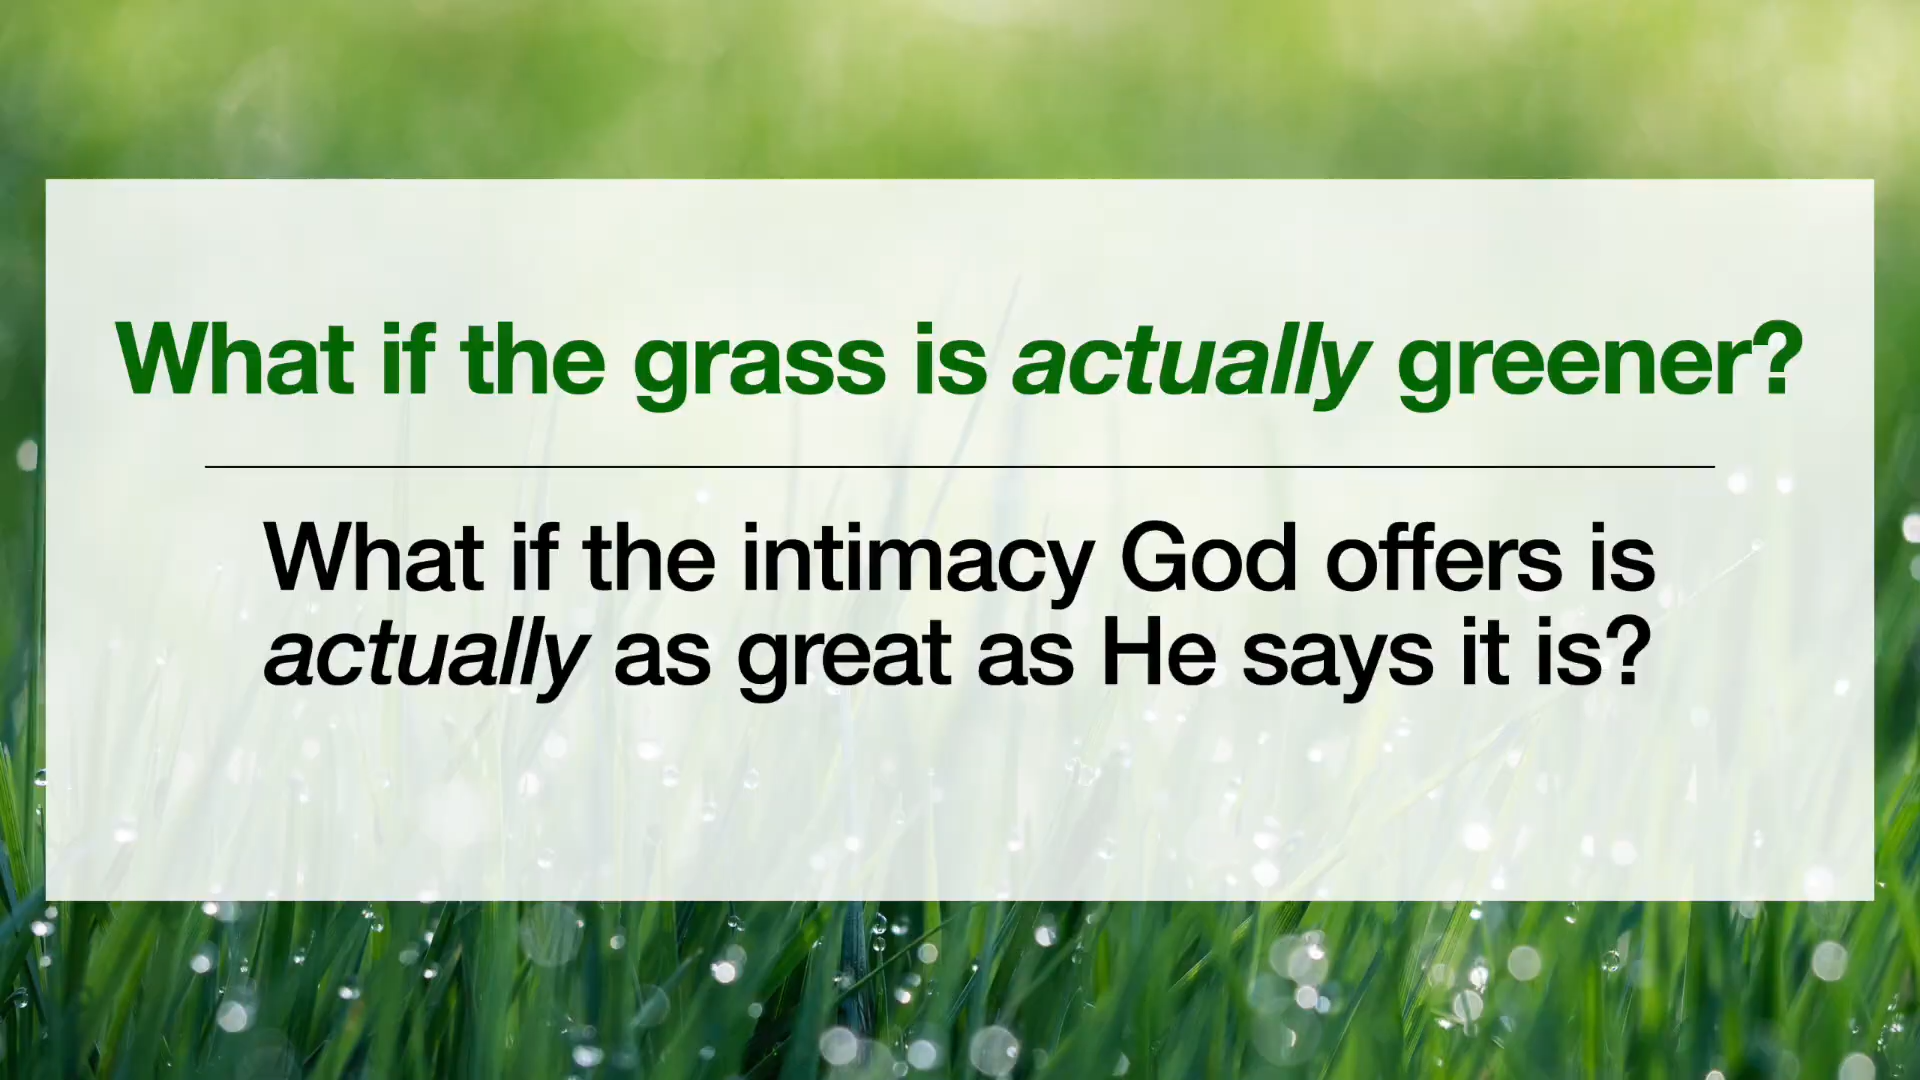 What if the grass is actually greener?
What if the intimacy God offers is
actually as great as He says it is?